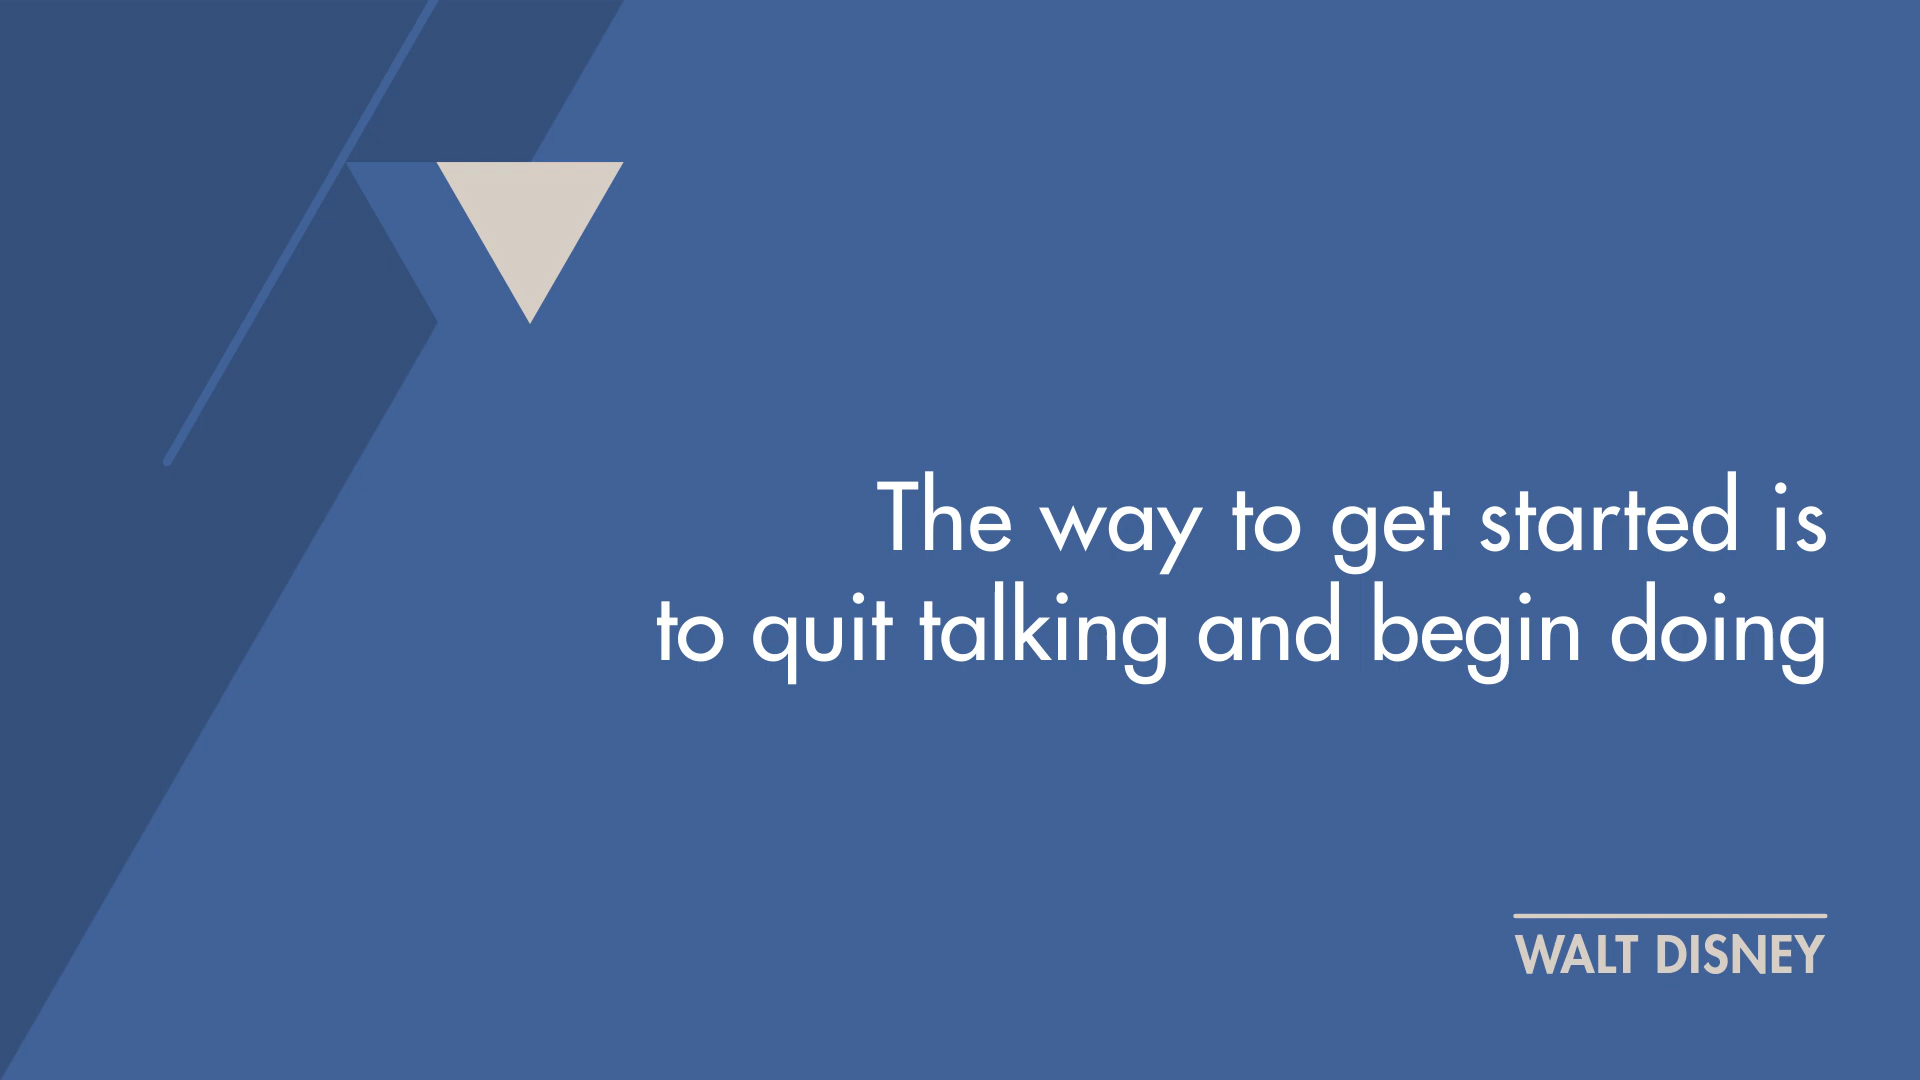 The way to get started is
to quit talking and begin doing
WALT DISNEY